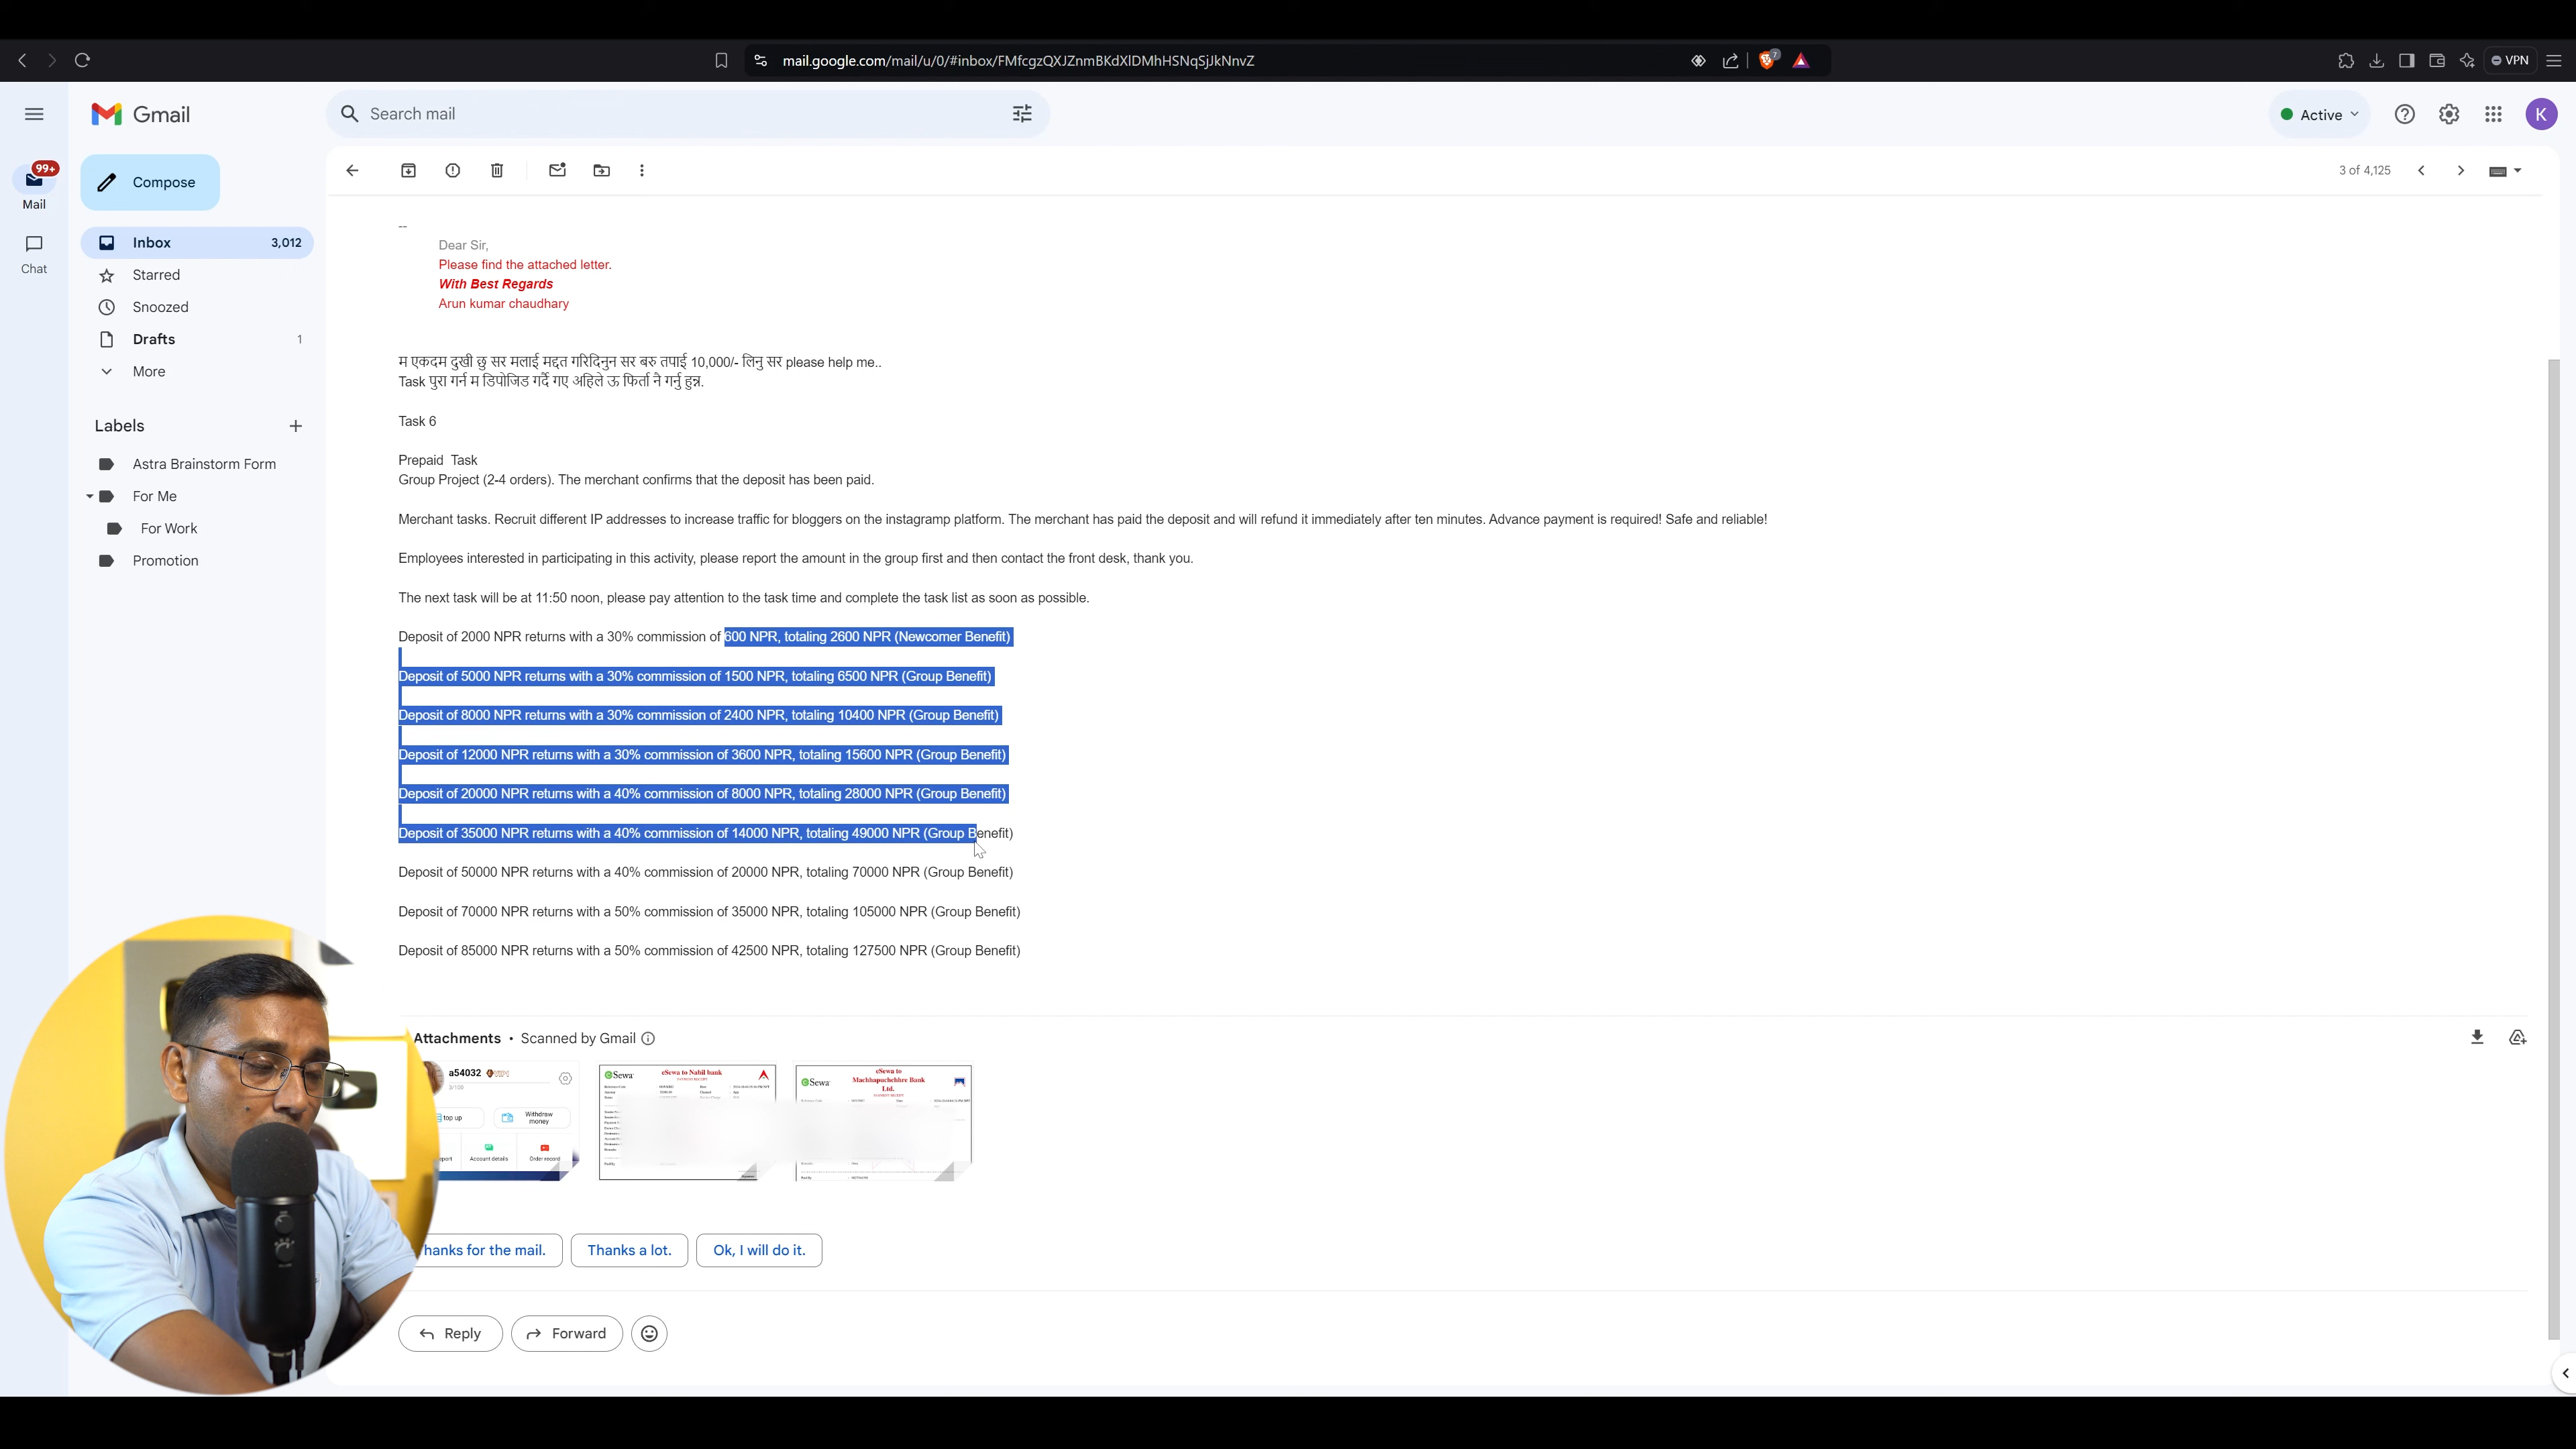 mail.google.com/mail/u/0/#inbox/FMfcgzQXJZnmBKdXlDMhHSNqSjJkNnvZ
7
VPN
Gmail
Search mail
Active
K
99+
Mail
Chat
Compose
3 of 4,125
Inbox 3,012
Starred
Snoozed
Drafts 1
More
Labels
Astra Brainstorm Form
For Me
For Work
Promotion
--
Dear Sir,
Please find the attached letter.
With Best Regards
Arun kumar chaudhary
म एकदम दुखी छु सर मलाई मद्दत गरिदिनुन सर बरु तपाई 10,000/- लिनु सर please help me..
Task पुरा गर्न म डिपोजिड गर्दै गए अहिले ऊ फिर्ता नै गर्नु हुन्न.
Task 6
Prepaid Task
Group Project (2-4 orders). The merchant confirms that the deposit has been paid.
Merchant tasks. Recruit different IP addresses to increase traffic for bloggers on the instagramp platform. The merchant has paid the deposit and will refund it immediately after ten minutes. Advance payment is required! Safe and reliable!
Employees interested in participating in this activity, please report the amount in the group first and then contact the front desk, thank you.
The next task will be at 11:50 noon, please pay attention to the task time and complete the task list as soon as possible.
Deposit of 2000 NPR returns with a 30% commission of 600 NPR, totaling 2600 NPR (Newcomer Benefit)
Deposit of 5000 NPR returns with a 30% commission of 1500 NPR, totaling 6500 NPR (Group Benefit)
Deposit of 8000 NPR returns with a 30% commission of 2400 NPR, totaling 10400 NPR (Group Benefit)
Deposit of 12000 NPR returns with a 30% commission of 3600 NPR, totaling 15600 NPR (Group Benefit)
Deposit of 20000 NPR returns with a 40% commission of 8000 NPR, totaling 28000 NPR (Group Benefit)
Deposit of 35000 NPR returns with a 40% commission of 14000 NPR, totaling 49000 NPR (Group Benefit)
Deposit of 50000 NPR returns with a 40% commission of 20000 NPR, totaling 70000 NPR (Group Benefit)
Deposit of 70000 NPR returns with a 50% commission of 35000 NPR, totaling 105000 NPR (Group Benefit)
Deposit of 85000 NPR returns with a 50% commission of 42500 NPR, totaling 127500 NPR (Group Benefit)
Attachments • Scanned by Gmail
a54032
top up
Withdraw money
Account details
Order record
eSewa
eSewa to Nabil bank
PAYMENT RECEIPT
eSewa
eSewa to
Machhapuchchhre Bank
Ltd.
PAYMENT RECEIPT
hanks for the mail.
Thanks a lot.
Ok, I will do it.
Reply
Forward